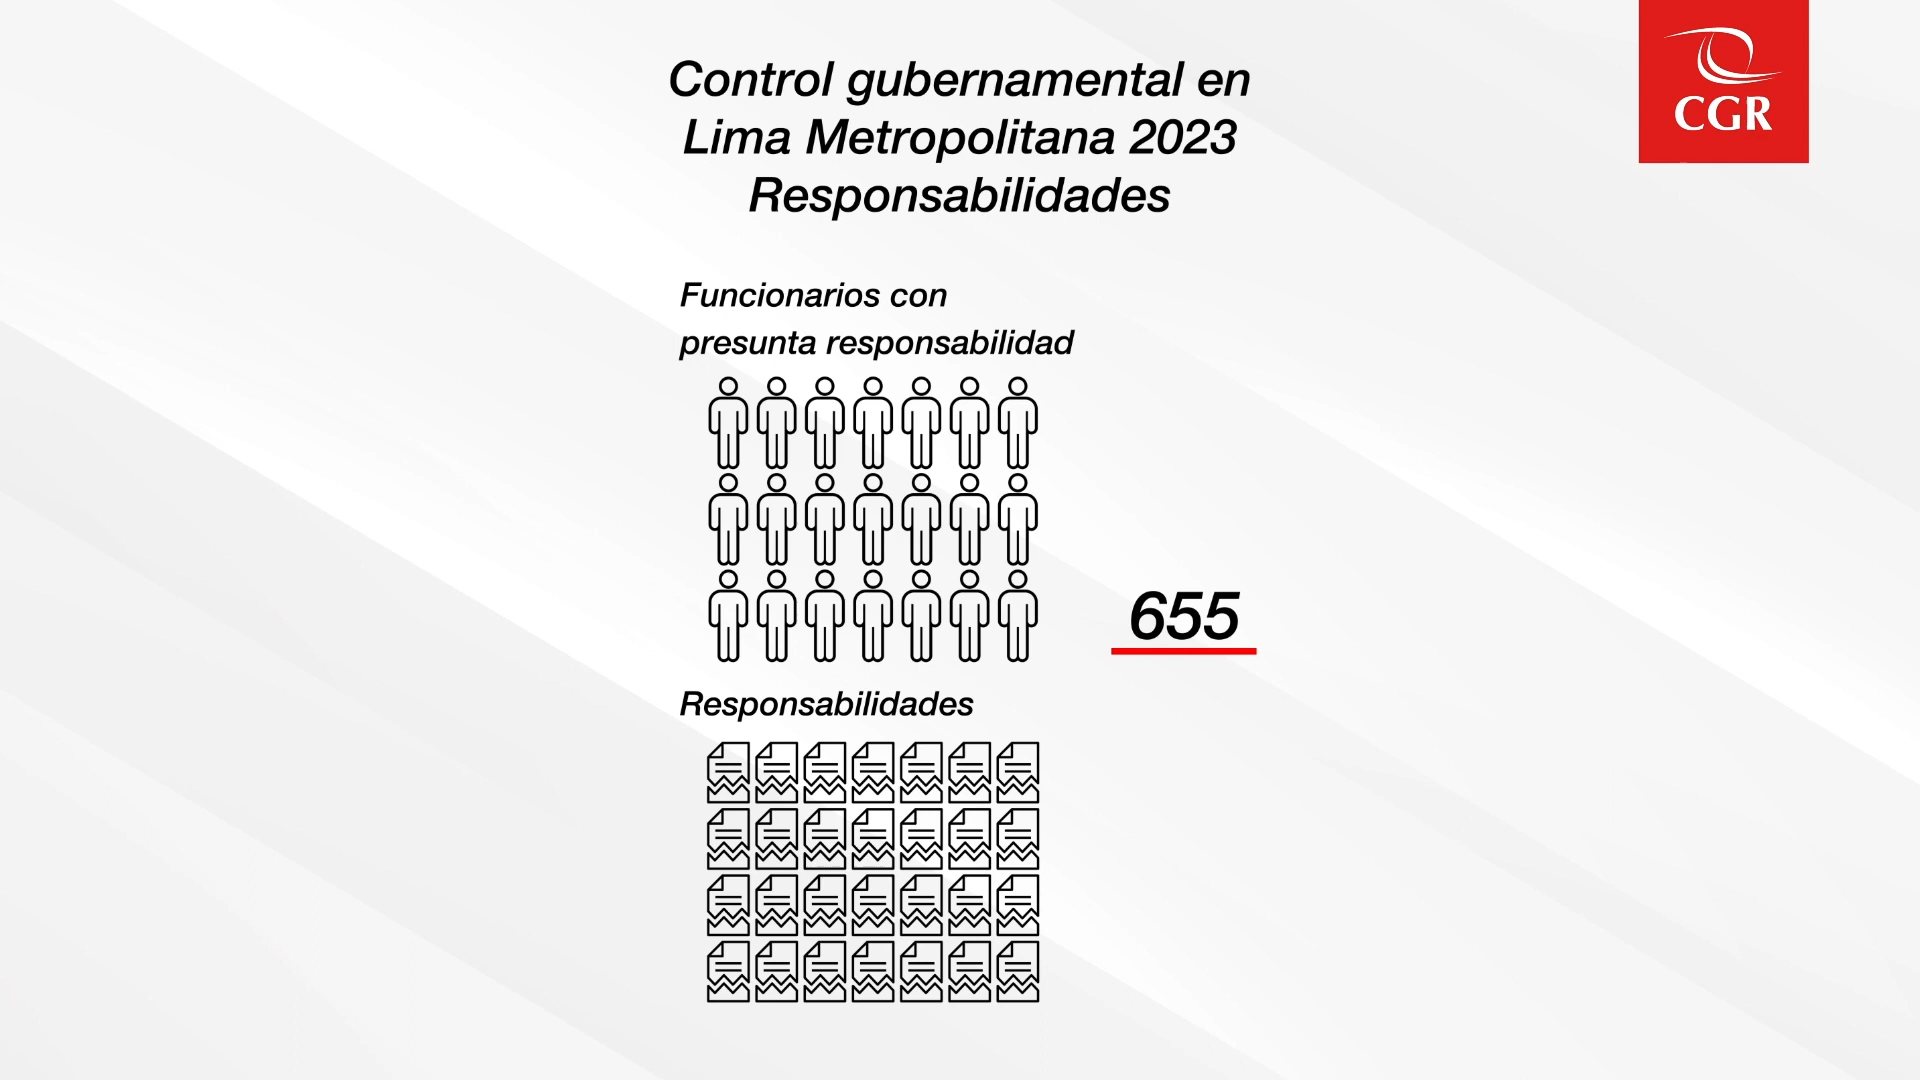 Control gubernamental en
Lima Metropolitana 2023
Responsabilidades
CGR
Funcionarios con
presunta responsabilidad
655
Responsabilidades